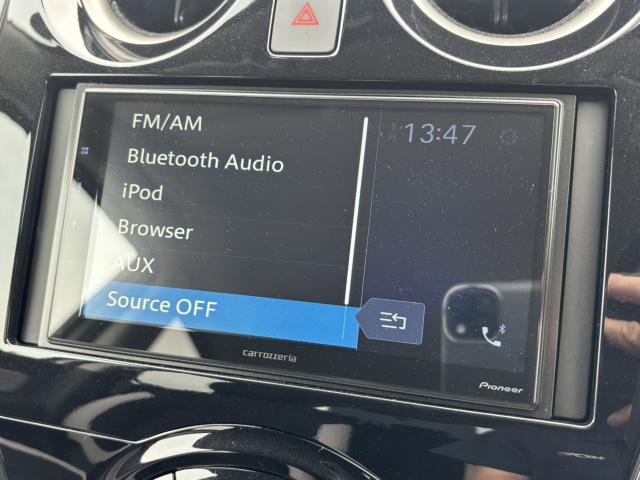 FM/AM
13:47
Bluetooth Audio
iPod
Browser
AUX
Source OFF
carrozzeria
Pioneer